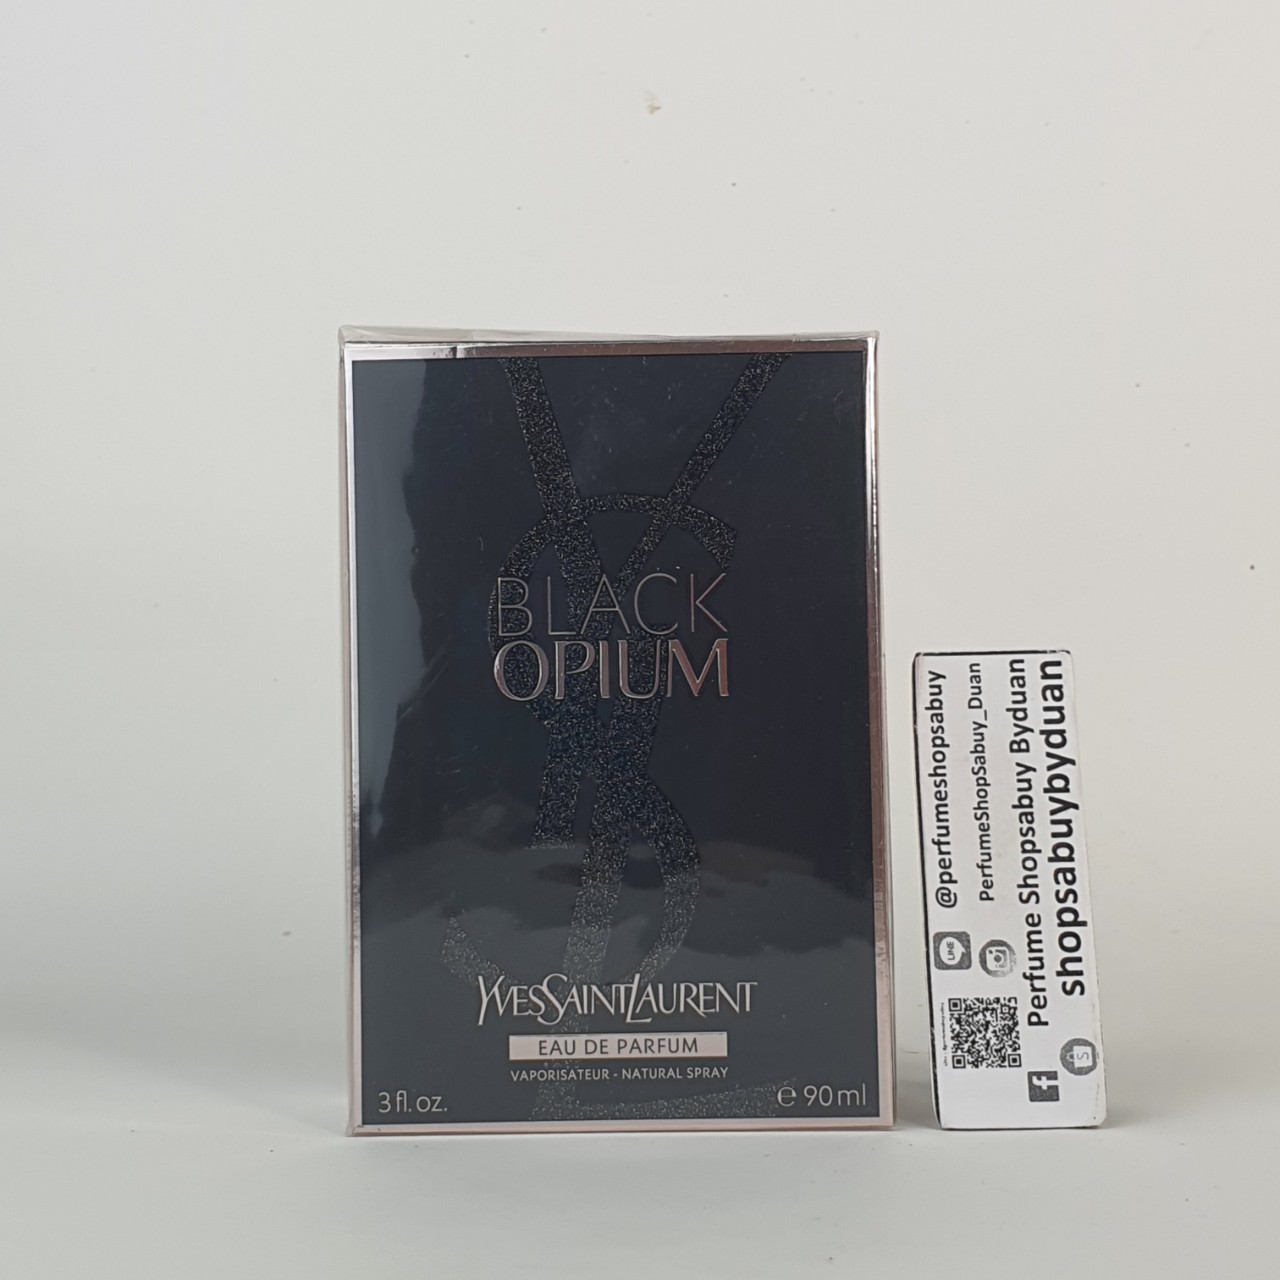 BLACK
OPIUM
YVESSAINTLAURENT
EAU DE PARFUM
VAPORISATEUR - NATURAL SPRAY
3 fl. oz.
e 90 ml
@perfumeshopsabuy
LINE
PerfumeShopSabuy_Duan
Perfume Shopsabuy Byduan
shopsabuybyduan